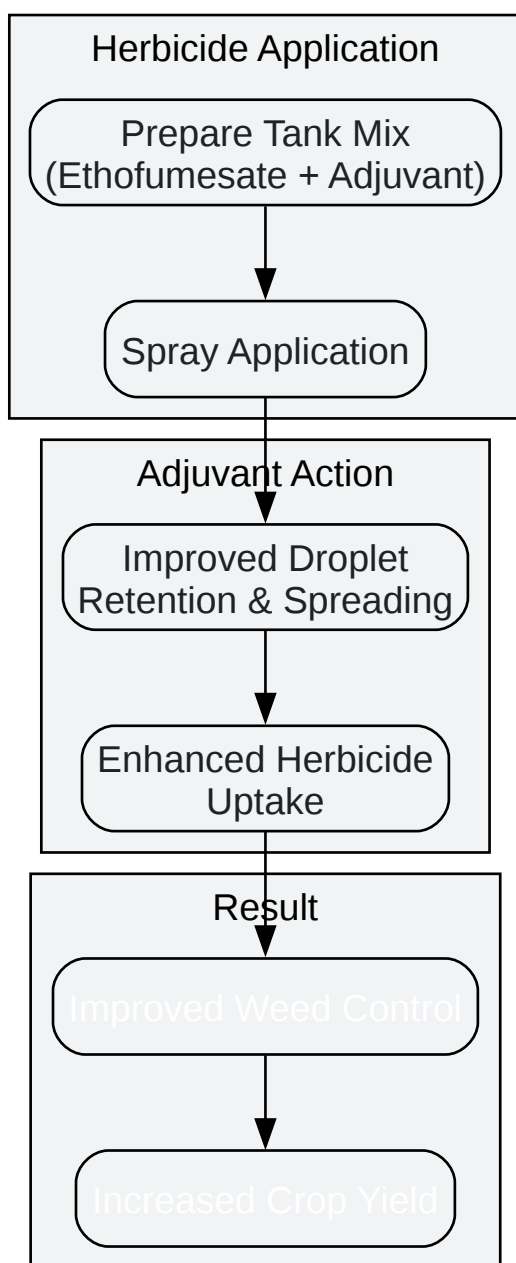 Herbicide Application
Prepare Tank Mix
(Ethofumesate + Adjuvant)
Spray Application
Adjuvant Action
Improved Droplet
Retention & Spreading
Enhanced Herbicide
Uptake
Result
Improved Weed Control
Increased Crop Yield